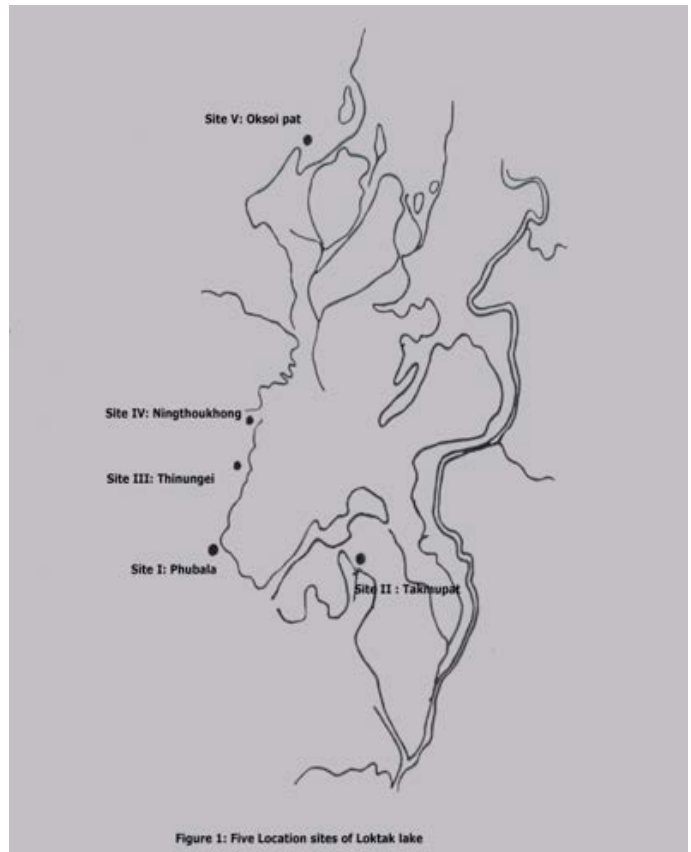 Site V: Oksoi pat
Site IV: Ningthoukhong
Site III: Thinungei
Site I: Phubala
Site II : Takmupat
Figure 1: Five Location sites of Loktak lake